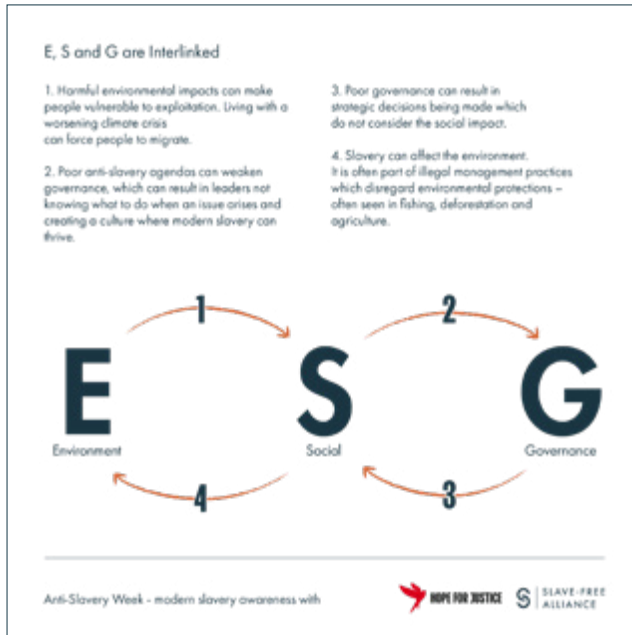 E, S and G are Interlinked
1. Harmful environmental impacts can make
people vulnerable to exploitation. Living with a
worsening climate crisis
can force people to migrate.
2. Poor anti-slavery agendas can weaken
governance, which can result in leaders not
knowing what to do when an issue arises and
creating a culture where modern slavery can
thrive.
3. Poor governance can result in
strategic decisions being made which
do not consider the social impact.
4. Slavery can affect the environment.
It is often part of illegal management practices
which disregard environmental protections –
often seen in fishing, deforestation and
agriculture.
1
2
E
S
G
Environment
Social
Governance
4
3
Anti-Slavery Week - modern slavery awareness with
HOPE FOR JUSTICE
SLAVE-FREE
ALLIANCE